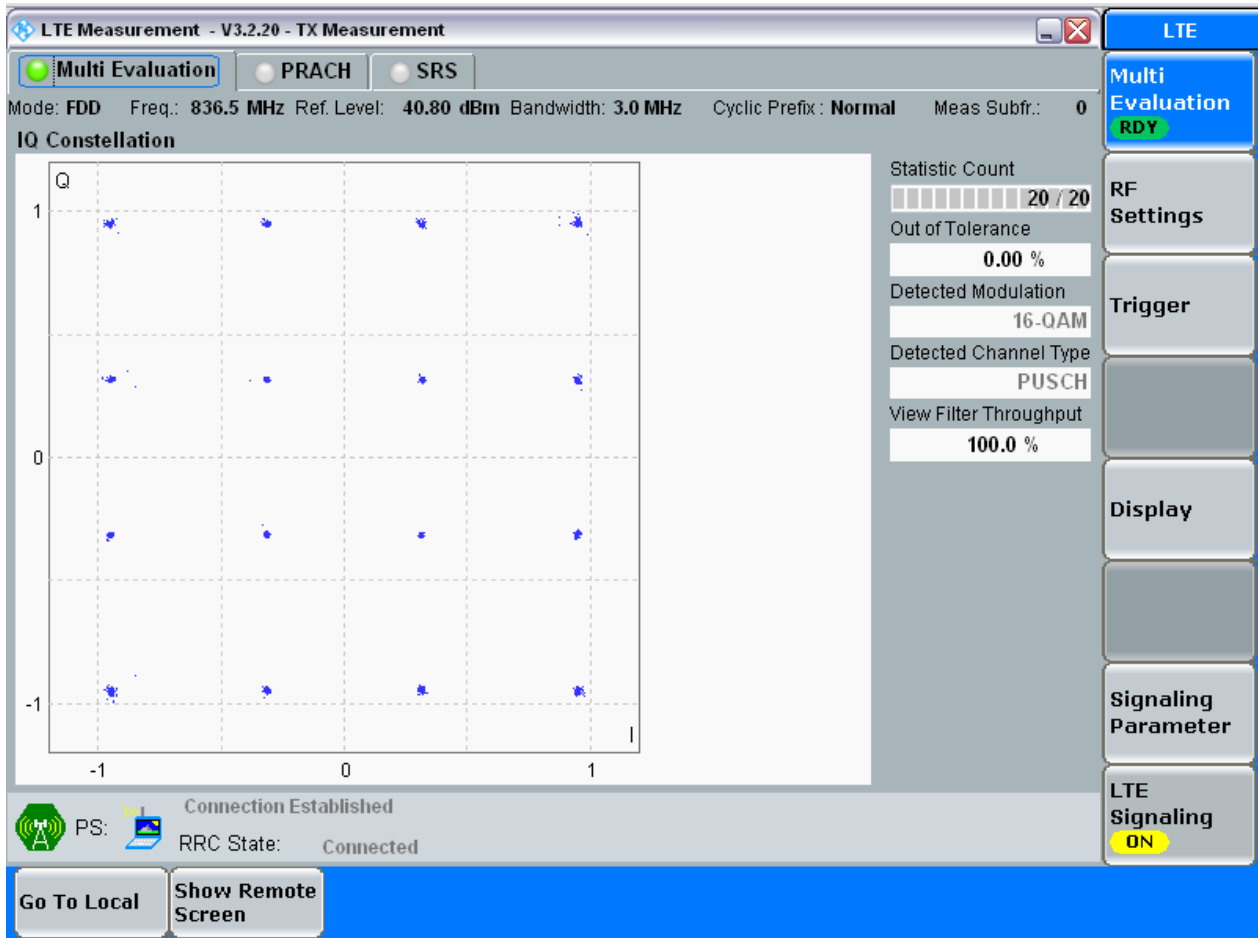 LTE Measurement - V3.2.20 - TX Measurement
LTE
Multi Evaluation PRACH SRS
Multi
Evaluation
RDY
Mode: FDD Freq.: 836.5 MHz Ref. Level: 40.80 dBm Bandwidth: 3.0 MHz Cyclic Prefix : Normal Meas Subfr.: 0
IQ Constellation
Q
1
0
-1
I
-1 0 1
Statistic Count
20 / 20
Out of Tolerance
0.00 %
Detected Modulation
16-QAM
Detected Channel Type
PUSCH
View Filter Throughput
100.0 %
RF
Settings
Trigger
Display
Signaling
Parameter
LTE
Signaling
ON
PS:
Connection Established
RRC State: Connected
Go To Local
Show Remote
Screen